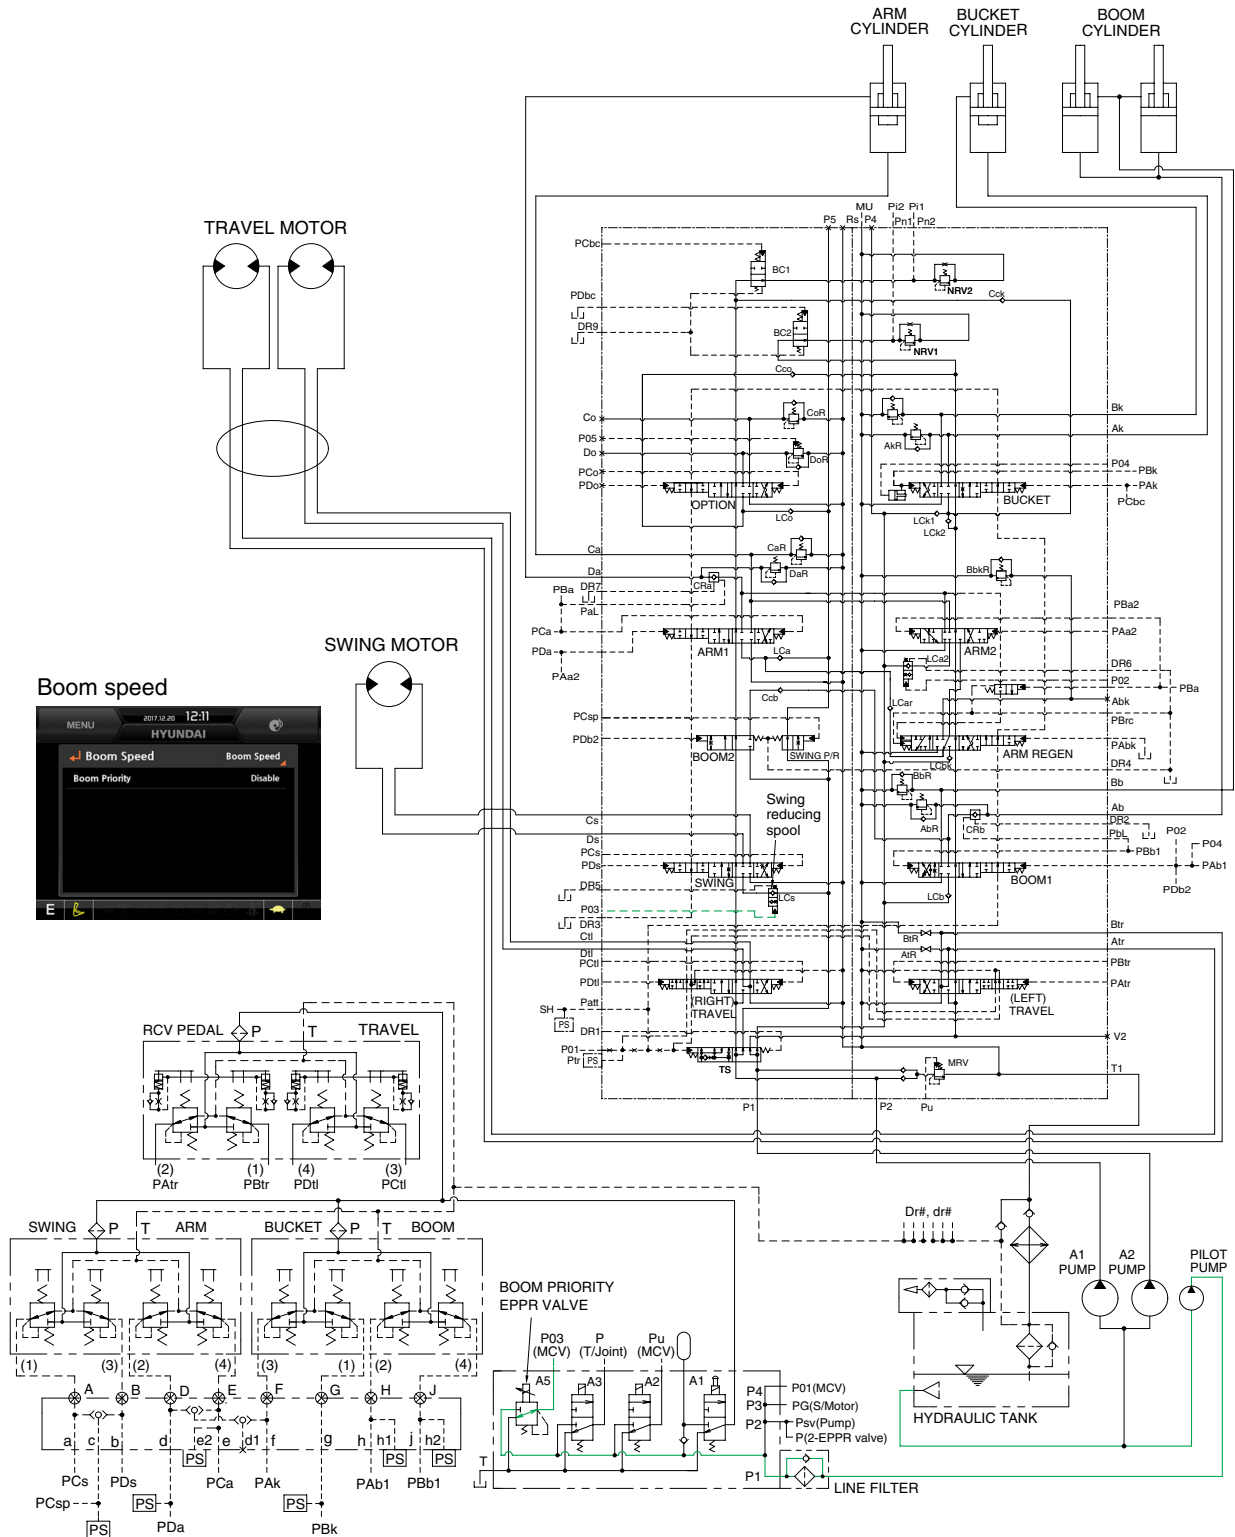 ARM
CYLINDER
BUCKET
CYLINDER
BOOM
CYLINDER
TRAVEL MOTOR
MU
Pi2 Pi1
P5
Rs
P4
Pn1
Pn2
PCbc
BC1
NRV2
Cck
PDbc
DR9
BC2
NRV1
Cco
Co
CoR
Bk
P05
Do
DoR
AkR
Ak
PCo
P04
PBk
PDo
PAk
OPTION
BUCKET
PCbc
LCo
LCk1
LCk2
Ca
CaR
Da
DaR
BbkR
CRa
DR7
PBa
PaL
PBa2
PCa
PAa2
ARM1
ARM2
PDa
LCa
LCa2
DR6
PAa2
P02
PBa
Ccb
LCar
Abk
PCsp
PBrc
PDb2
PAbk
BOOM2
SWING P/R
ARM REGEN
LCbk
DR4
SWING MOTOR
Boom speed
MENU
2017.12.20 12:11
HYUNDAI
Boom Speed
Boom Speed
Boom Priority
Disable
E
BbR
Bb
Swing
reducing
spool
AbR
CRb
Ab
Cs
DR2
Ds
PbL
P02
PCs
PBb1
P04
PDs
PAb1
SWING
BOOM1
PDb2
DR5
LCs
LCb
P03
DR3
Ctl
BtR
Btr
Dtl
AtR
Atr
PCtl
PBtr
PDtl
PAtr
(RIGHT)
TRAVEL
(LEFT)
TRAVEL
Patt
SH
PS
DR1
V2
P01
Ptr
PS
TS
MRV
T1
P1
P2
Pu
RCV PEDAL
P
T
TRAVEL
(2)
PAtr
(1)
PBtr
(4)
PDtl
(3)
PCtl
SWING
P
T
ARM
BUCKET
P
T
BOOM
Dr#, dr#
A1
PUMP
A2
PUMP
PILOT
PUMP
BOOM PRIORITY
EPPR VALVE
P03
(MCV)
P
(T/Joint)
Pu
(MCV)
(1)
(3)
(2)
(4)
(3)
(1)
(2)
(4)
A
B
D
E
F
G
H
J
A5
A3
A2
A1
P4
P01(MCV)
P3
PG(S/Motor)
P2
Psv(Pump)
P(2-EPPR valve)
HYDRAULIC TANK
a
c
b
d
e2
e
d1
f
g
h
h1
j
h2
PS
PS
PS
T
P1
LINE FILTER
PCs
PDs
PCa
PAk
PAb1
PBb1
PCsp
PS
PS
PS
PDa
PBk